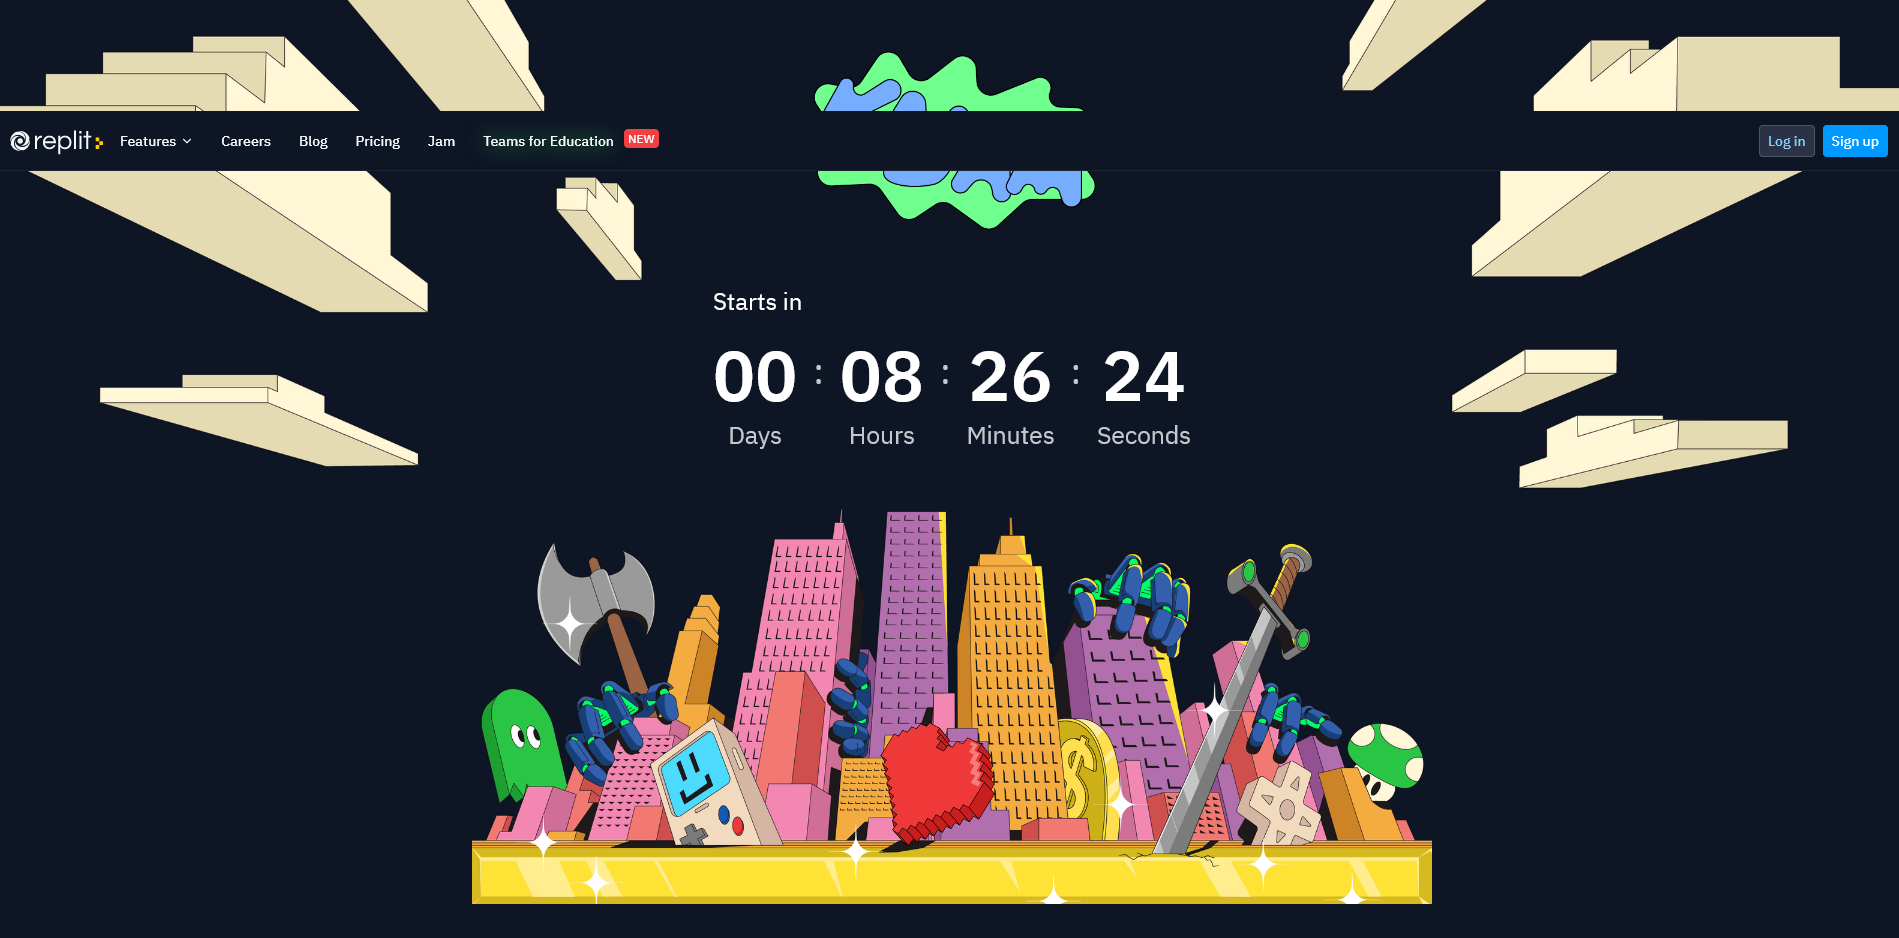 replit
Features
Careers
Blog
Pricing
Jam
Teams for Education
NEW
Log in
Sign up
Starts in
00 : 08 : 26 : 24
Days Hours Minutes Seconds
$